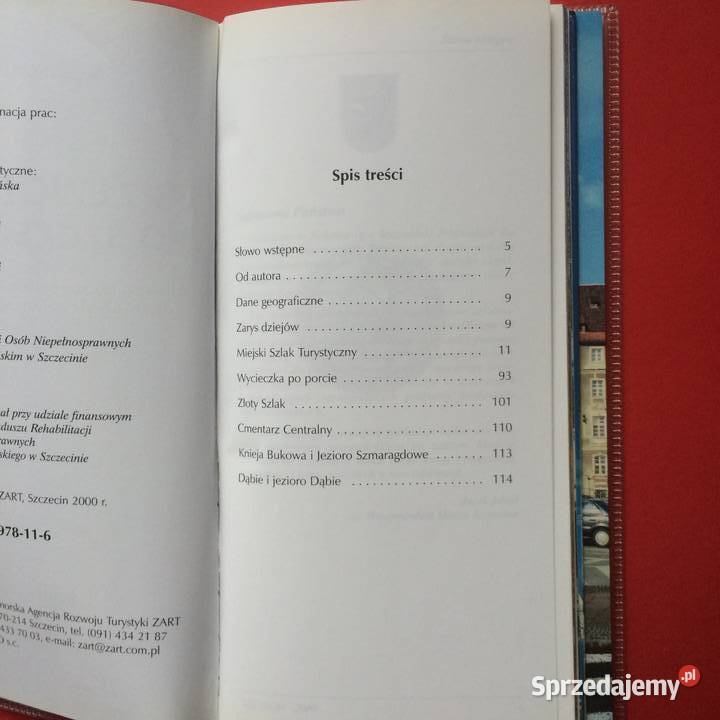 nacja prac:
tyczne:
ńska
i Osób Niepełnosprawnych
skim w Szczecinie
ał przy udziale finansowym
duszu Rehabilitacji
rawnych
skiego w Szczecinie
ZART, Szczecin 2000 r.
978-11-6
morska Agencja Rozwoju Turystyki ZART
70-214 Szczecin, tel. (091) 434 21 87
433 70 03, e-mail: zart@zart.com.pl
O s.c.
Spis treści
Słowo wstępne . . . . . . . . . . . . . . . . . . . . 5
Od autora . . . . . . . . . . . . . . . . . . . . 7
Dane geograficzne . . . . . . . . . . . . . . . . . . . . 9
Zarys dziejów . . . . . . . . . . . . . . . . . . . . 9
Miejski Szlak Turystyczny . . . . . . . . . . . . . . . 11
Wycieczka po porcie . . . . . . . . . . . . . . . . . . 93
Złoty Szlak . . . . . . . . . . . . . . . . . . . . 101
Cmentarz Centralny . . . . . . . . . . . . . . . . . . 110
Knieja Bukowa i Jezioro Szmaragdowe . . . . . . . 113
Dąbie i jezioro Dąbie . . . . . . . . . . . . . . . . . 114
Sprzedajemy.pl